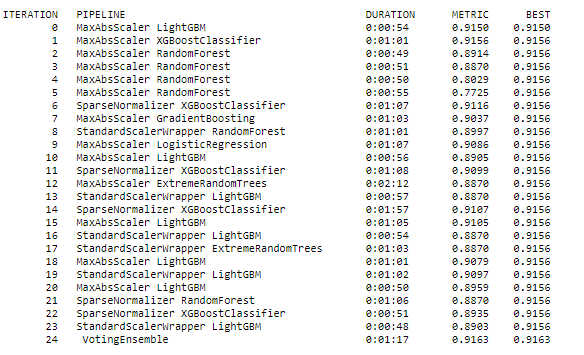 ITERATION PIPELINE DURATION METRIC BEST
0 MaxAbsScaler LightGBM 0:00:54 0.9150 0.9150
1 MaxAbsScaler XGBoostClassifier 0:01:01 0.9156 0.9156
2 MaxAbsScaler RandomForest 0:00:49 0.8914 0.9156
3 MaxAbsScaler RandomForest 0:00:51 0.8870 0.9156
4 MaxAbsScaler RandomForest 0:00:50 0.8029 0.9156
5 MaxAbsScaler RandomForest 0:00:55 0.7725 0.9156
6 SparseNormalizer XGBoostClassifier 0:01:07 0.9116 0.9156
7 MaxAbsScaler GradientBoosting 0:01:03 0.9037 0.9156
8 StandardScalerWrapper RandomForest 0:01:01 0.8997 0.9156
9 MaxAbsScaler LogisticRegression 0:01:07 0.9086 0.9156
10 MaxAbsScaler LightGBM 0:00:56 0.8905 0.9156
11 SparseNormalizer XGBoostClassifier 0:01:08 0.9099 0.9156
12 MaxAbsScaler ExtremeRandomTrees 0:02:12 0.8870 0.9156
13 StandardScalerWrapper LightGBM 0:00:57 0.8870 0.9156
14 SparseNormalizer XGBoostClassifier 0:01:57 0.9107 0.9156
15 MaxAbsScaler LightGBM 0:01:05 0.9105 0.9156
16 StandardScalerWrapper LightGBM 0:00:54 0.8870 0.9156
17 StandardScalerWrapper ExtremeRandomTrees 0:01:03 0.8870 0.9156
18 MaxAbsScaler LightGBM 0:01:01 0.9079 0.9156
19 StandardScalerWrapper LightGBM 0:01:02 0.9097 0.9156
20 MaxAbsScaler LightGBM 0:00:50 0.8959 0.9156
21 SparseNormalizer RandomForest 0:01:06 0.8870 0.9156
22 SparseNormalizer XGBoostClassifier 0:00:51 0.8935 0.9156
23 StandardScalerWrapper LightGBM 0:00:48 0.8903 0.9156
24 VotingEnsemble 0:01:17 0.9163 0.9163